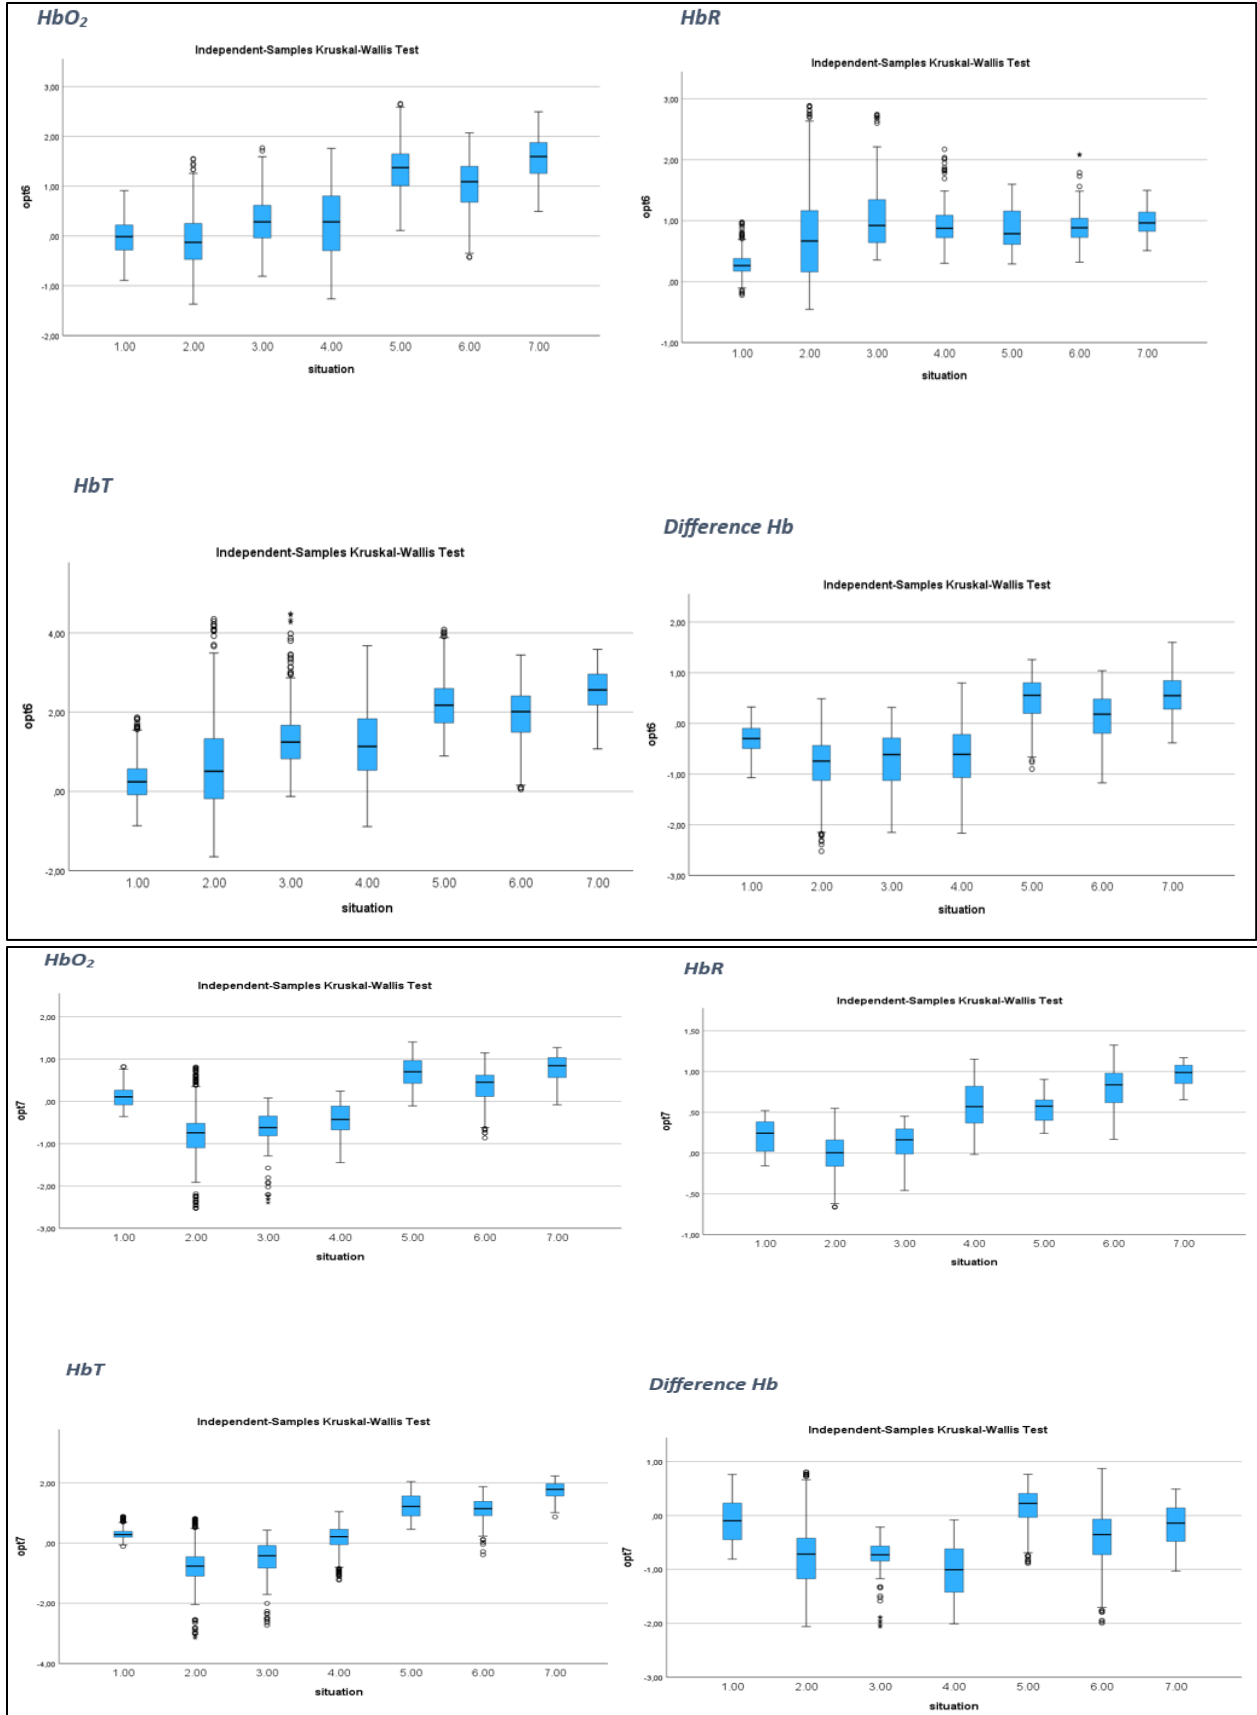 HbO₂
Independent-Samples Kruskal-Wallis Test
3,00
2,00
1,00
,00
-1,00
-2,00
opt6
1.00 2.00 3.00 4.00 5.00 6.00 7.00
situation
HbR
Independent-Samples Kruskal-Wallis Test
3,00
2,00
1,00
,00
-1,00
opt6
1.00 2.00 3.00 4.00 5.00 6.00 7.00
situation
HbT
Independent-Samples Kruskal-Wallis Test
4,00
2,00
,00
-2,00
opt6
1.00 2.00 3.00 4.00 5.00 6.00 7.00
situation
Difference Hb
Independent-Samples Kruskal-Wallis Test
2,00
1,00
,00
-1,00
-2,00
-3,00
opt6
1.00 2.00 3.00 4.00 5.00 6.00 7.00
situation
HbO₂
Independent-Samples Kruskal-Wallis Test
2,00
1,00
,00
-1,00
-2,00
-3,00
opt7
1.00 2.00 3.00 4.00 5.00 6.00 7.00
situation
HbR
Independent-Samples Kruskal-Wallis Test
1,50
1,00
,50
,00
-,50
-1,00
opt7
1.00 2.00 3.00 4.00 5.00 6.00 7.00
situation
HbT
Independent-Samples Kruskal-Wallis Test
2,00
,00
-2,00
-4,00
opt7
1.00 2.00 3.00 4.00 5.00 6.00 7.00
situation
Difference Hb
Independent-Samples Kruskal-Wallis Test
1,00
,00
-1,00
-2,00
-3,00
opt7
1.00 2.00 3.00 4.00 5.00 6.00 7.00
situation